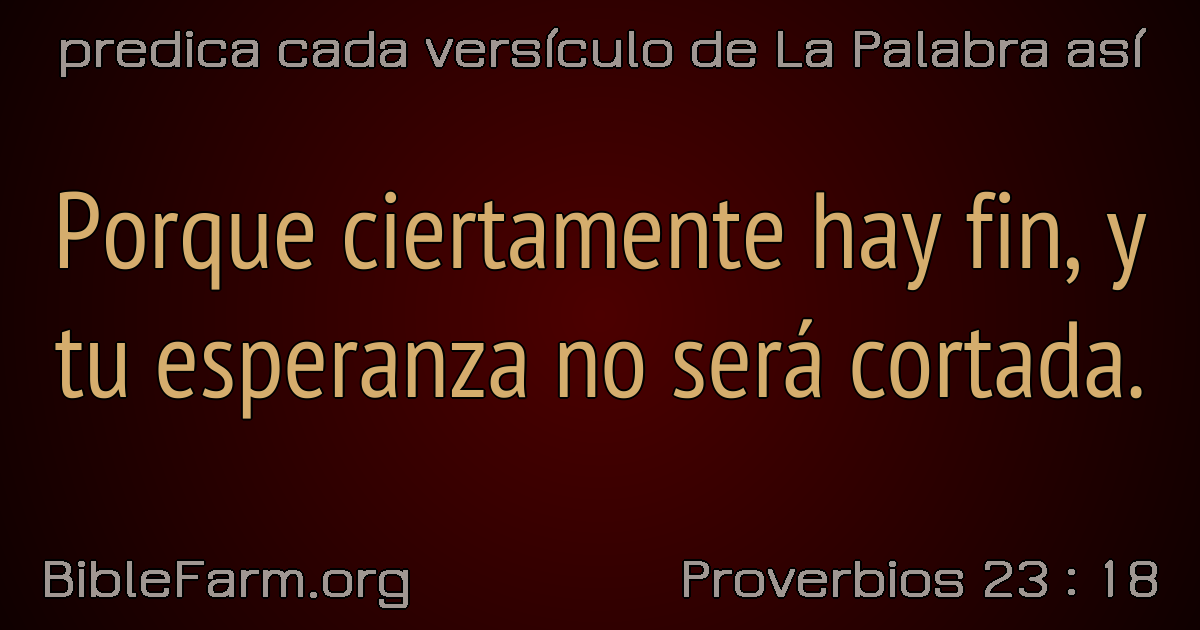 predica cada versículo de La Palabra así
Porque ciertamente hay fin, y
tu esperanza no será cortada.
BibleFarm.org
Proverbios 23 : 18